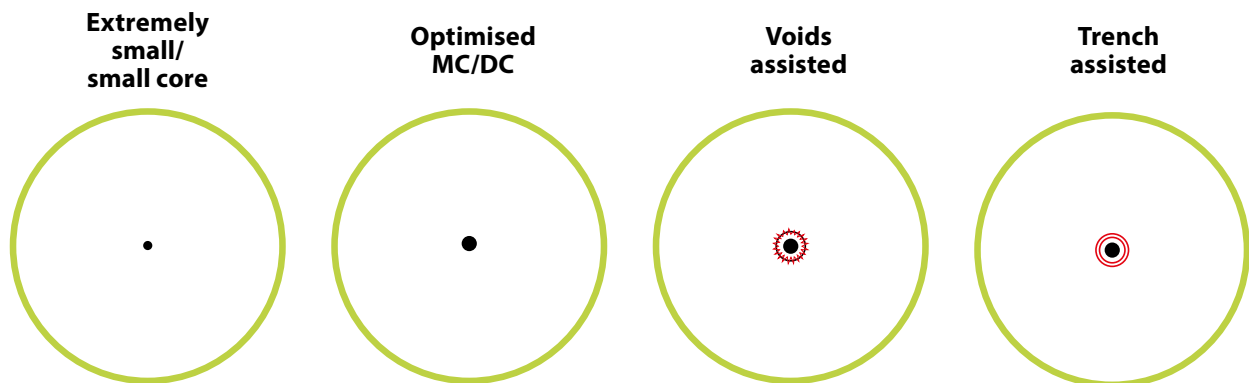 Extremely
small/
small core
Optimised
MC/DC
Voids
assisted
Trench
assisted